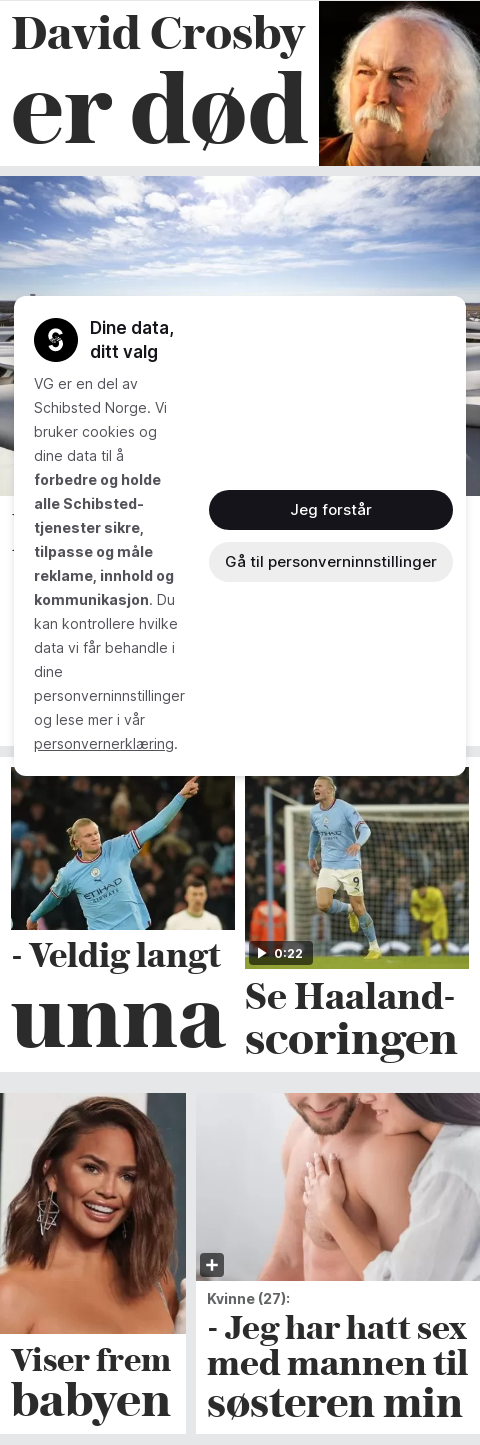 David Crosby
er død
Dine data,
ditt valg
VG er en del av
Schibsted Norge. Vi
bruker cookies og
dine data til å
forbedre og holde
alle Schibsted-
tjenester sikre,
tilpasse og måle
reklame, innhold og
kommunikasjon. Du
kan kontrollere hvilke
data vi får behandle i
dine
personverninnstillinger
og lese mer i vår
personvernerklæring.
Jeg forstår
Gå til personverninnstillinger
ETIHAD
AIRWAYS
- Veldig langt
unna
9
0:22
Se Haaland-
scoringen
Viser frem
babyen
Kvinne (27):
- Jeg har hatt sex
med mannen til
søsteren min